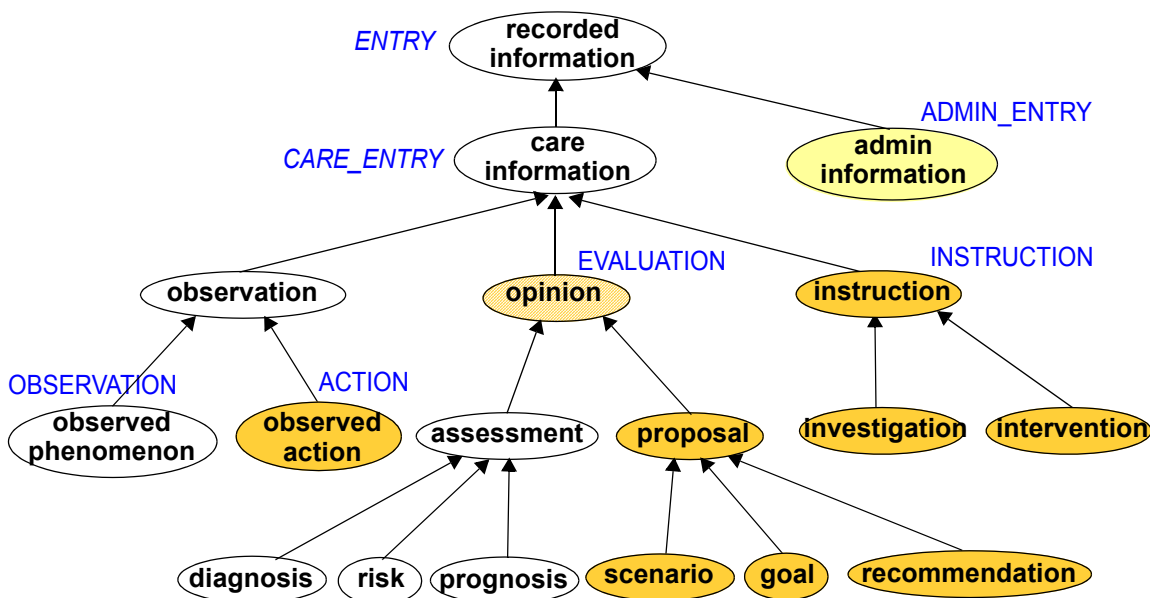 ENTRY
recorded
information
ADMIN_ENTRY
CARE_ENTRY
care
information
admin
information
EVALUATION
INSTRUCTION
observation
opinion
instruction
OBSERVATION
ACTION
observed
phenomenon
observed
action
assessment
proposal
investigation
intervention
diagnosis
risk
prognosis
scenario
goal
recommendation